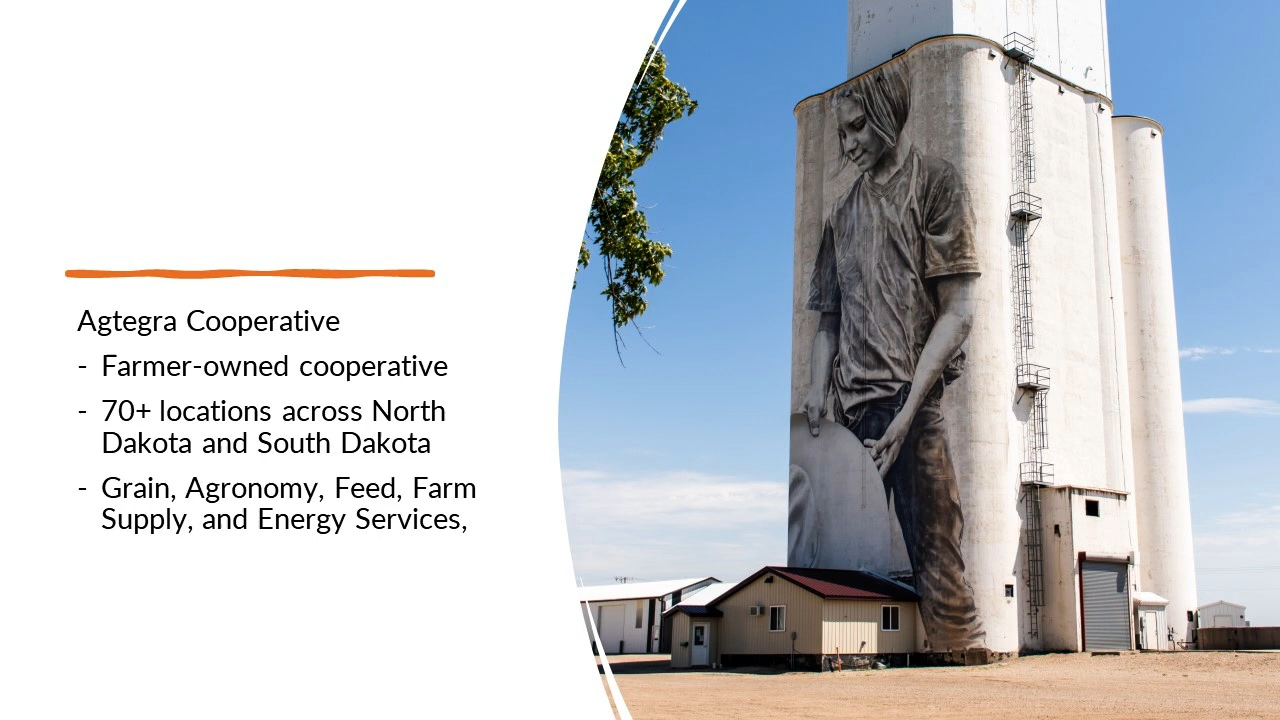 Agtegra Cooperative
- Farmer-owned cooperative
- 70+ locations across North
Dakota and South Dakota
- Grain, Agronomy, Feed, Farm
Supply, and Energy Services,